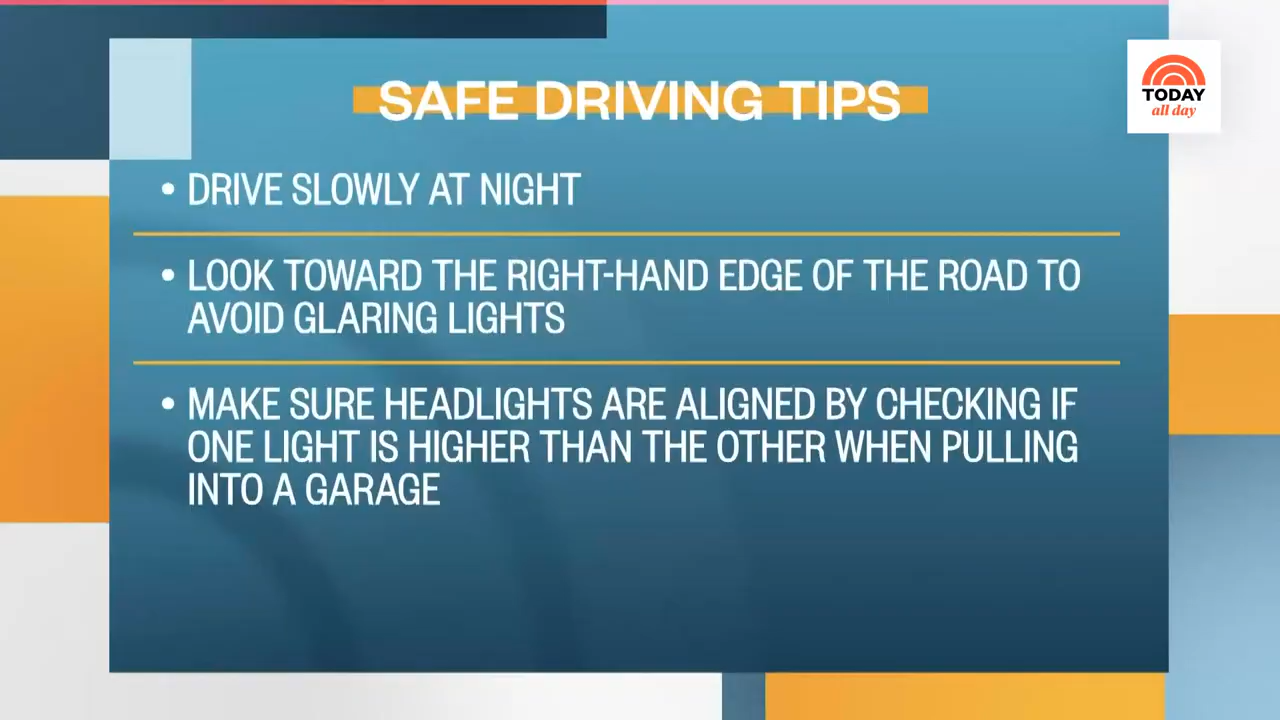 SAFE DRIVING TIPS
TODAY
all day
• DRIVE SLOWLY AT NIGHT
• LOOK TOWARD THE RIGHT-HAND EDGE OF THE ROAD TO
AVOID GLARING LIGHTS
• MAKE SURE HEADLIGHTS ARE ALIGNED BY CHECKING IF
ONE LIGHT IS HIGHER THAN THE OTHER WHEN PULLING
INTO A GARAGE